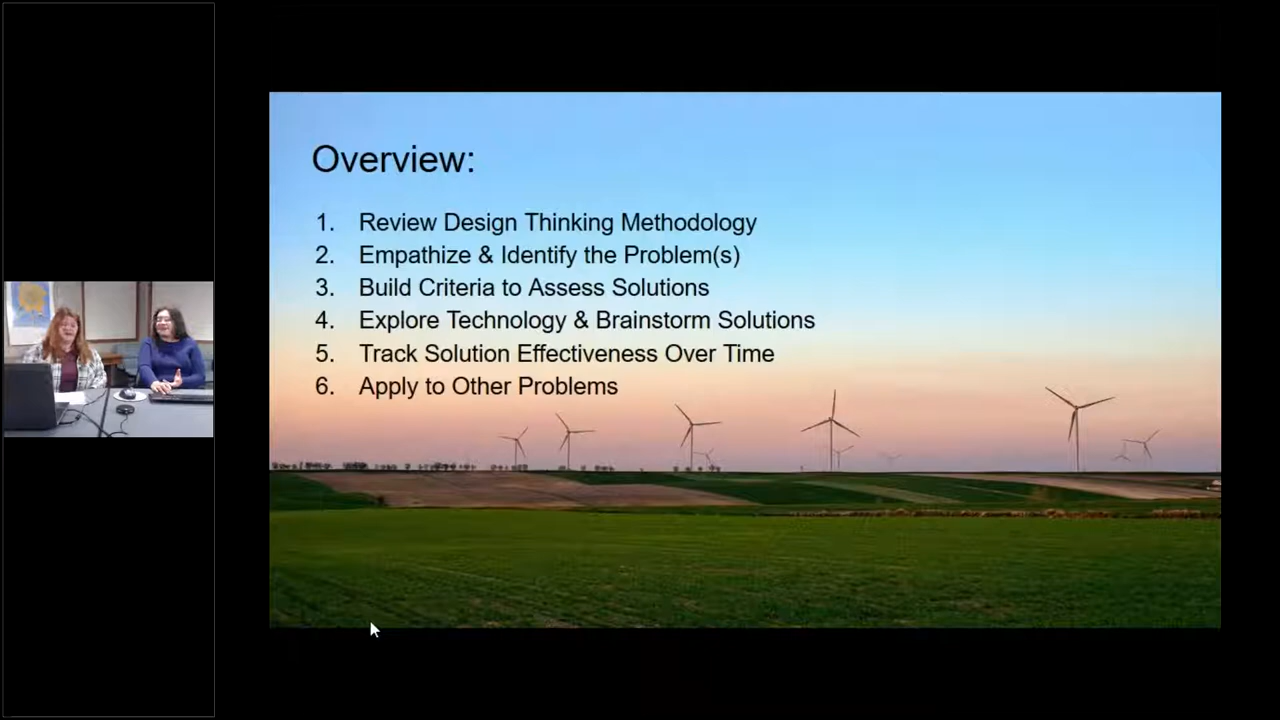 Overview:
1. Review Design Thinking Methodology
2. Empathize & Identify the Problem(s)
3. Build Criteria to Assess Solutions
4. Explore Technology & Brainstorm Solutions
5. Track Solution Effectiveness Over Time
6. Apply to Other Problems